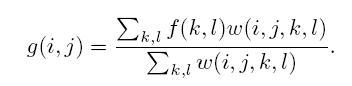 g(i, j) = \frac{\sum_{k,l} f(k, l)w(i, j, k, l)}{\sum_{k,l} w(i, j, k, l)}.